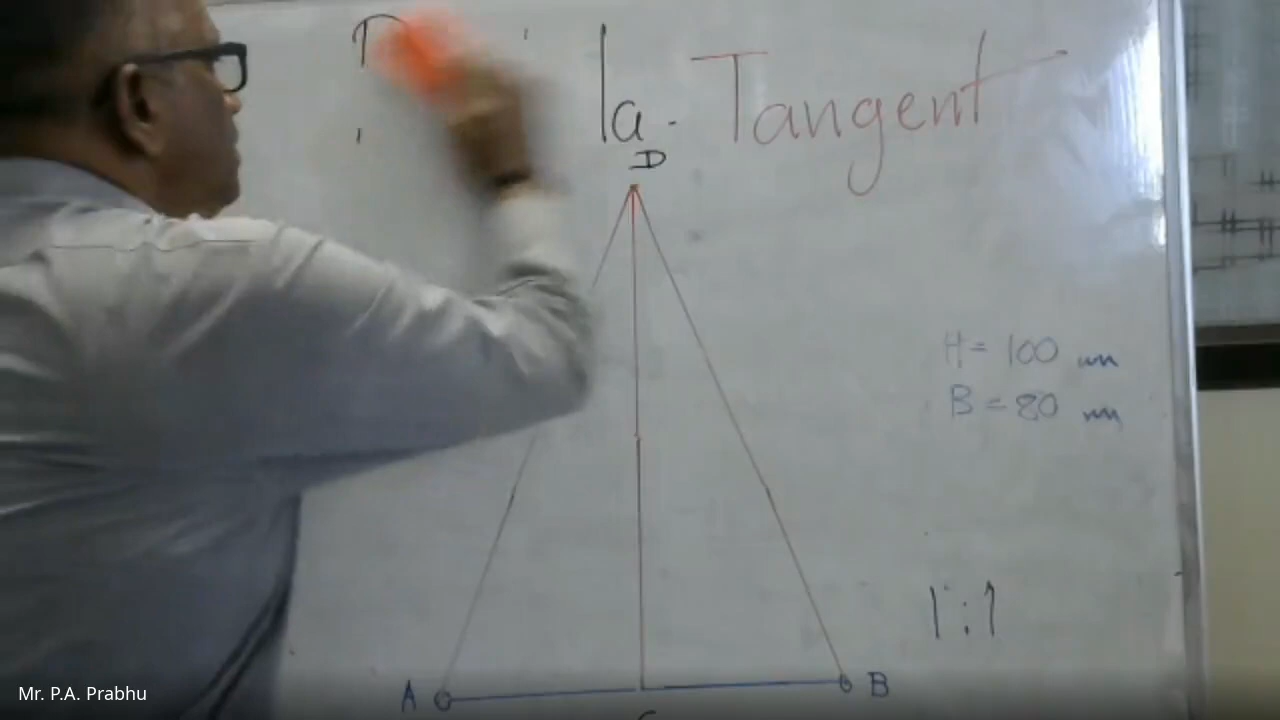 la - Tangent
D
H = 100 mm
B = 80 mm
1:1
A
B
C
Mr. P.A. Prabhu